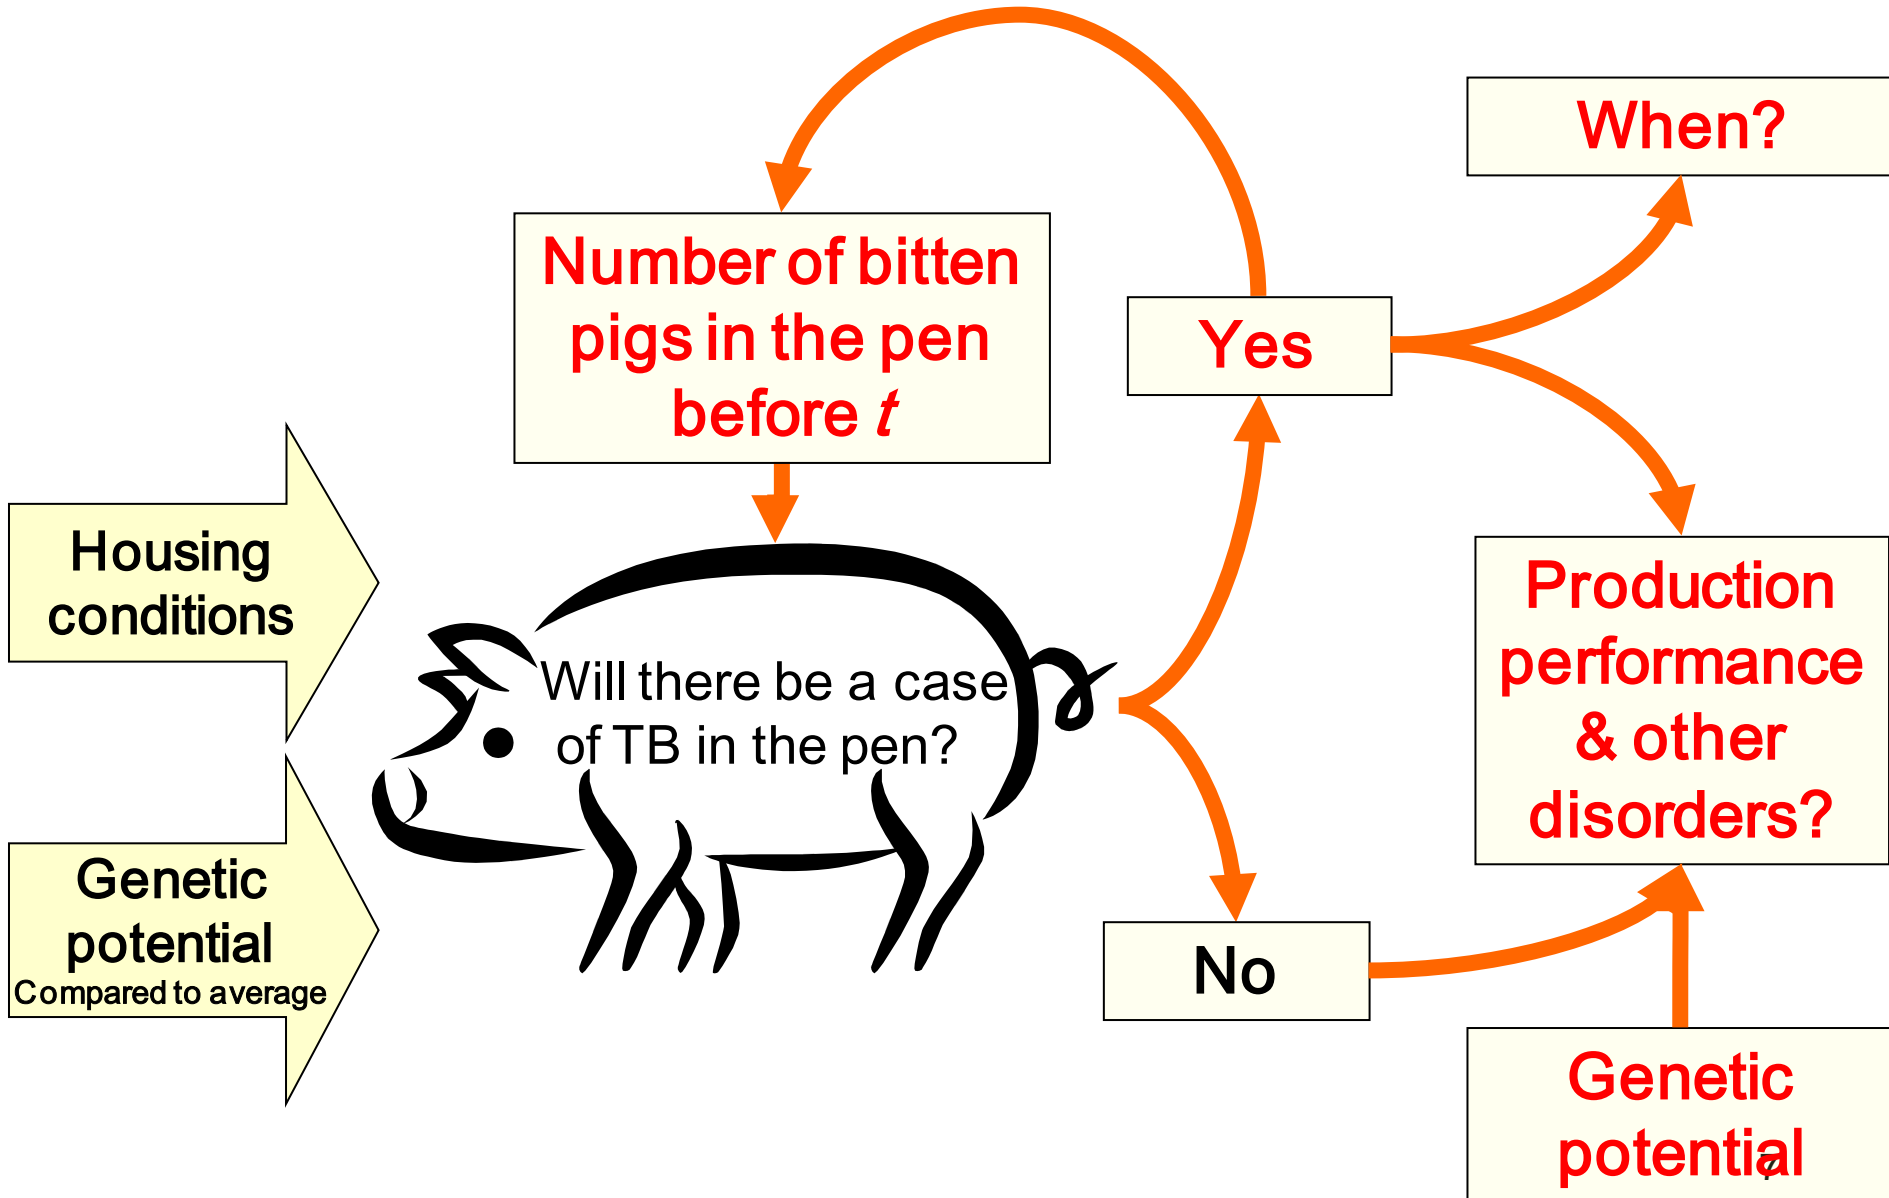 When?
Number of bitten
pigs in the pen
before t
Yes
Housing
conditions
Will there be a case
of TB in the pen?
Production
performance
& other
disorders?
Genetic
potential
Compared to average
No
Genetic
potential
7